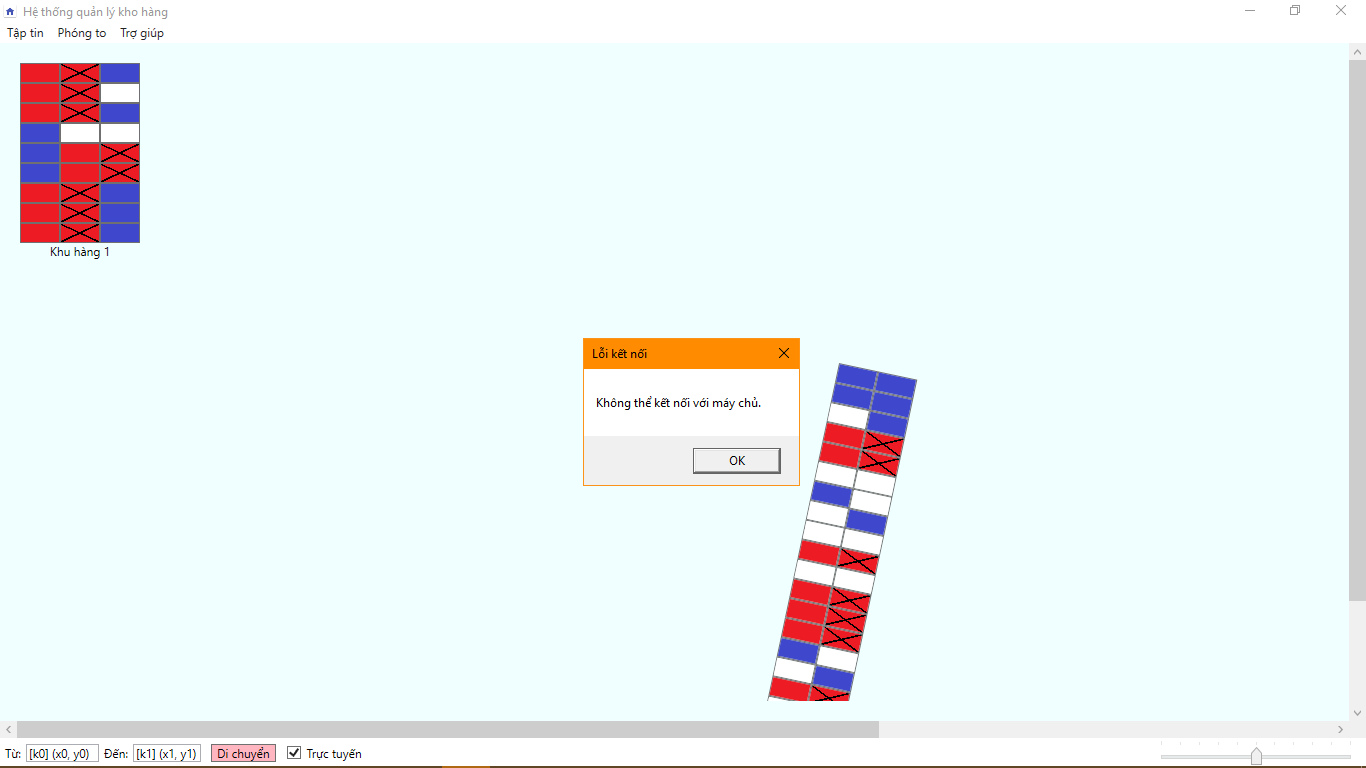 Hệ thống quản lý kho hàng
Tập tin Phóng to Trợ giúp
Khu hàng 1
Lỗi kết nối
Không thể kết nối với máy chủ.
OK
Từ: [k0] (x0, y0) Đến: [k1] (x1, y1) Di chuyển Trực tuyến